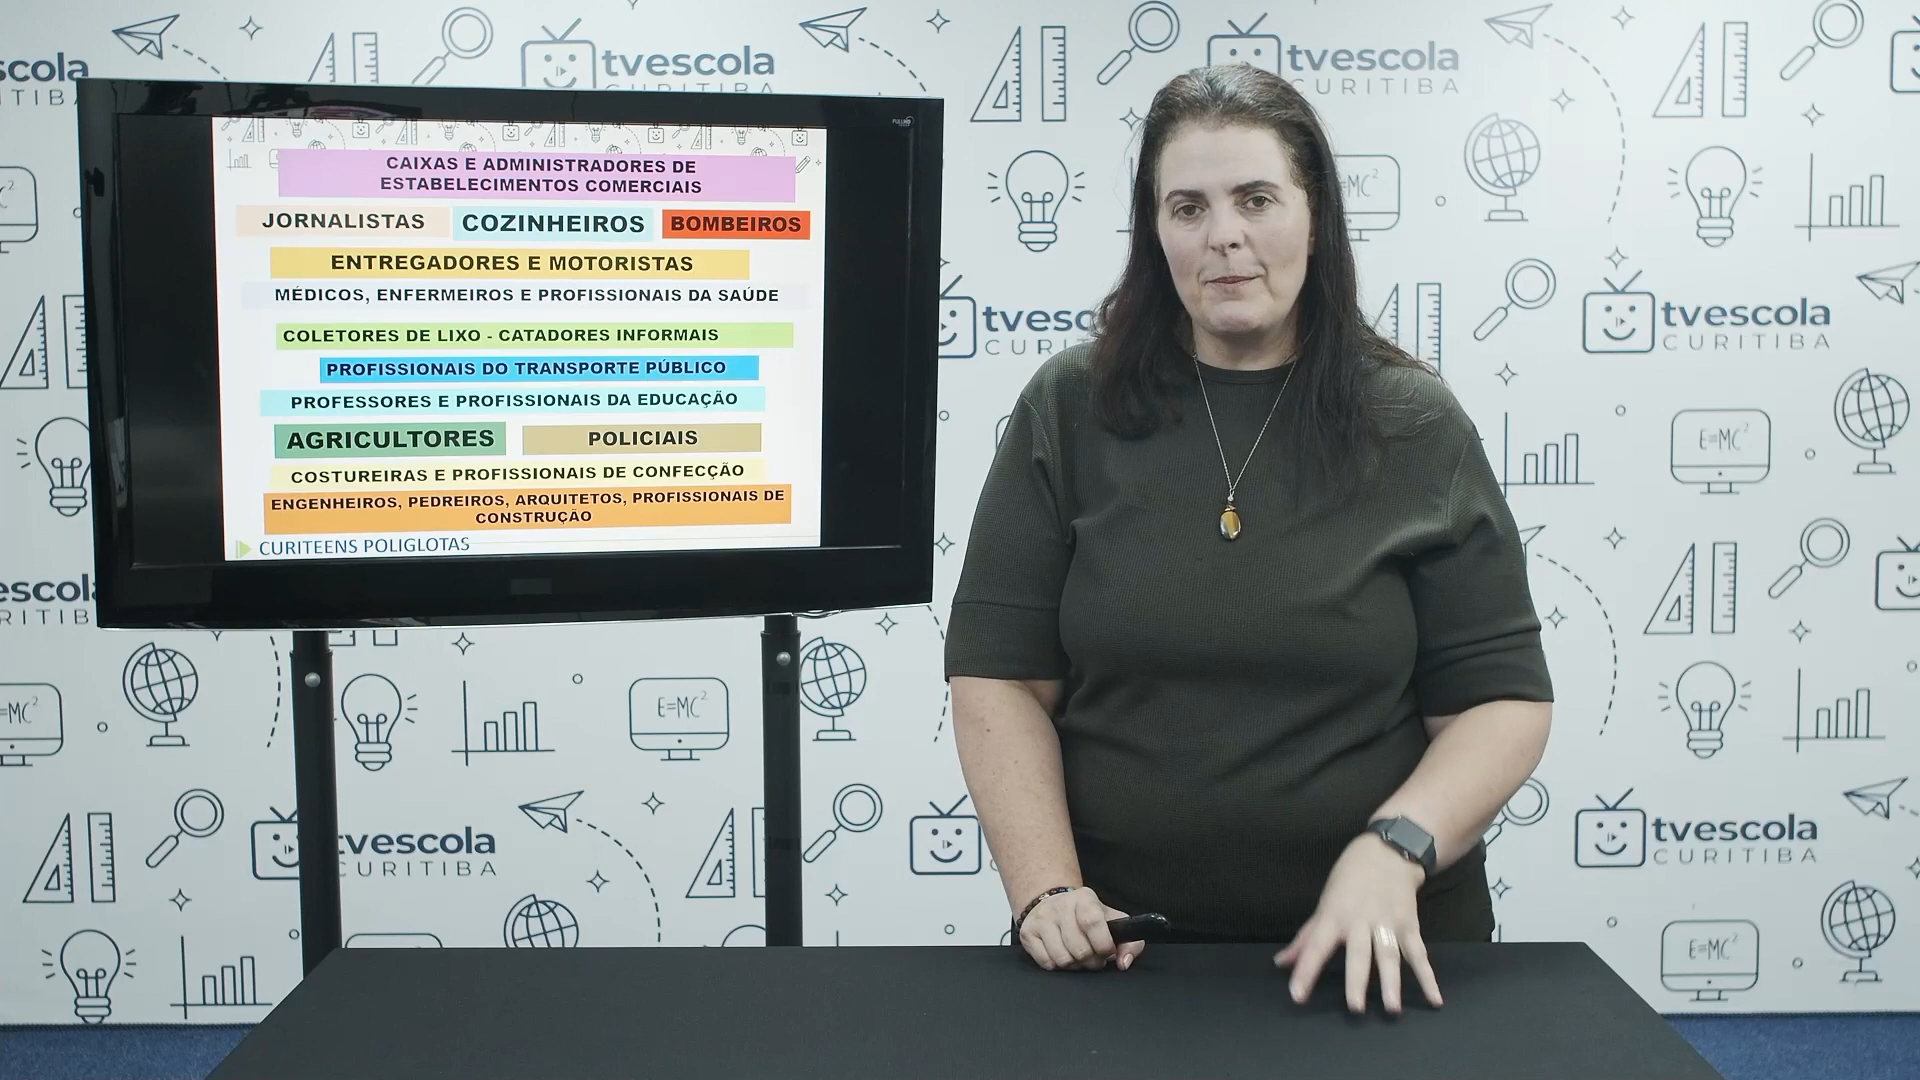 CAIXAS E ADMINISTRADORES DE
ESTABELECIMENTOS COMERCIAIS
JORNALISTAS COZINHEIROS BOMBEIROS
ENTREGADORES E MOTORISTAS
MÉDICOS, ENFERMEIROS E PROFISSIONAIS DA SAÚDE
COLETORES DE LIXO - CATADORES INFORMAIS
PROFISSIONAIS DO TRANSPORTE PÚBLICO
PROFESSORES E PROFISSIONAIS DA EDUCAÇÃO
AGRICULTORES POLICIAIS
COSTUREIRAS E PROFISSIONAIS DE CONFECÇÃO
ENGENHEIROS, PEDREIROS, ARQUITETOS, PROFISSIONAIS DE
CONSTRUÇÃO
CURITEENS POLIGLOTAS
tvescola
CURITIBA
tvescola
CURITIBA
tvescola
CURITIBA
E=MC²
E=MC²
tvescola
CURITIBA
tvescola
CURITIBA
E=MC²